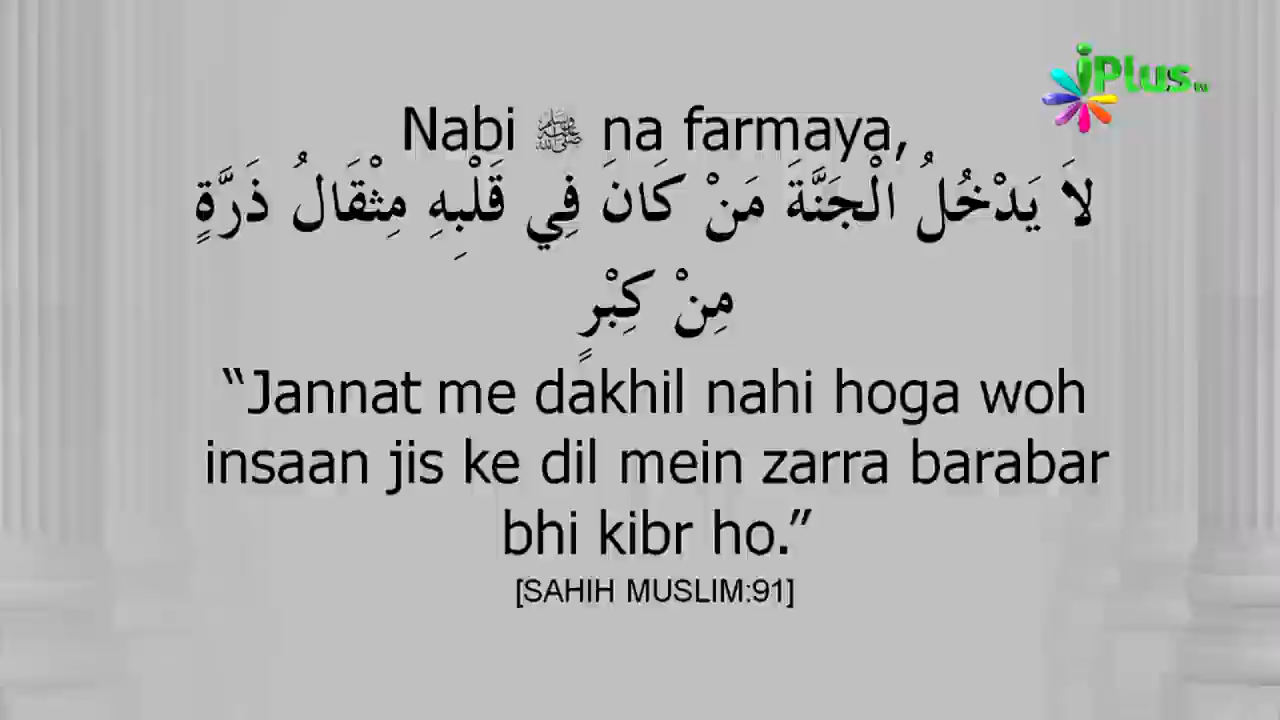 iPlus
Nabi ﷺ na farmaya,
لاَ يَدْخُلُ الْجَنَّةَ مَنْ كَانَ فِي قَلْبِهِ مِثْقَالُ ذَرَّةٍ
مِنْ كِبْرٍ
“Jannat me dakhil nahi hoga woh
insaan jis ke dil mein zarra barabar
bhi kibr ho.”
[SAHIH MUSLIM:91]